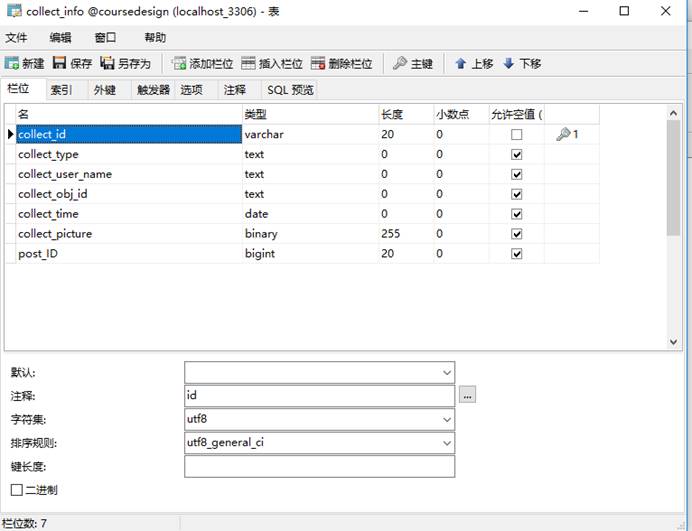 collect_info @coursedesign (localhost_3306) - 表
文件 编辑 窗口 帮助
新建 保存 另存为 添加栏位 插入栏位 删除栏位 主键 上移 下移
栏位 索引 外键 触发器 选项 注释 SQL 预览
名 类型 长度 小数点 允许空值 (
collect_id varchar 20 0 1
collect_type text 0 0
collect_user_name text 0 0
collect_obj_id text 0 0
collect_time date 0 0
collect_picture binary 255 0
post_ID bigint 20 0
默认:
注释: id ...
字符集: utf8
排序规则: utf8_general_ci
键长度:
二进制
栏位数: 7